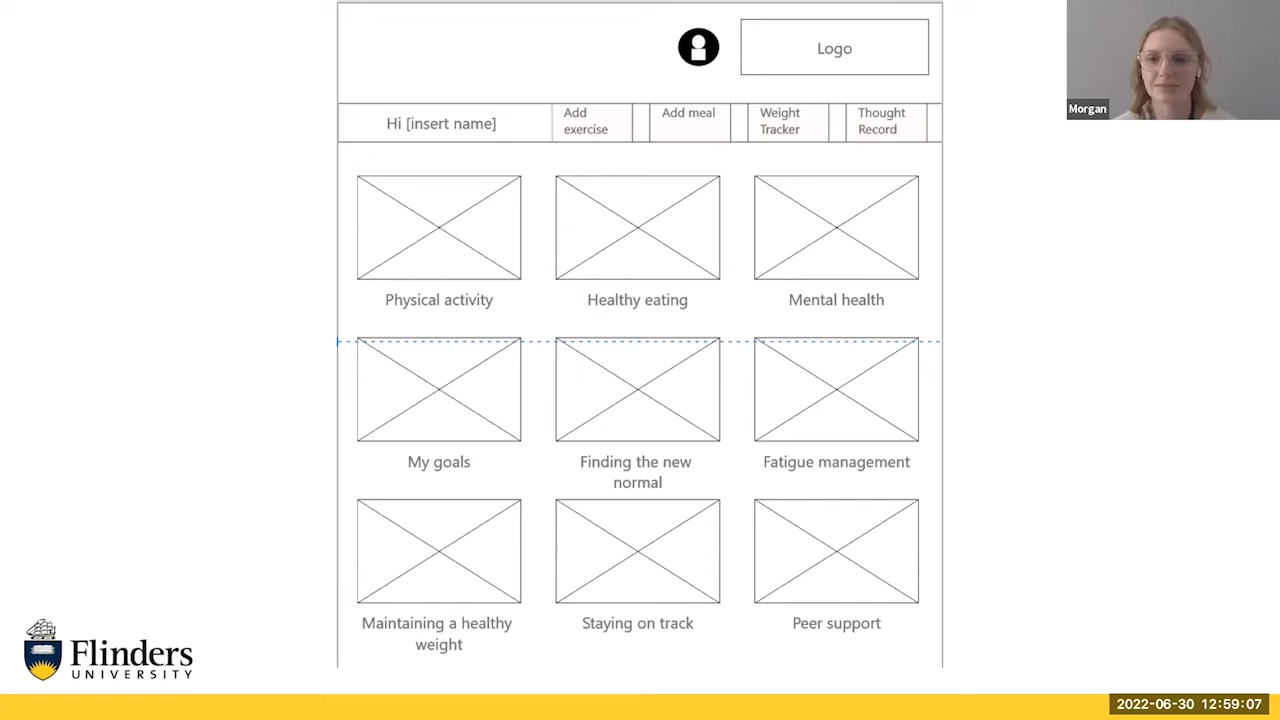 Logo
Morgan
Hi [insert name]
Add
exercise
Add meal
Weight
Tracker
Thought
Record
Physical activity
Healthy eating
Mental health
My goals
Finding the new
normal
Fatigue management
Maintaining a healthy
weight
Staying on track
Peer support
Flinders
UNIVERSITY
2022-06-30 12:59:07